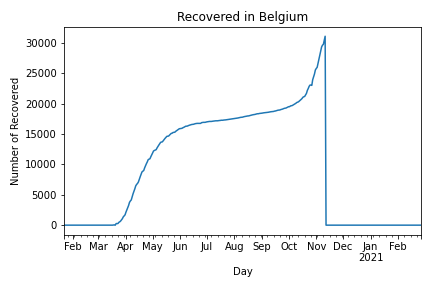 Recovered in Belgium
Number of Recovered
30000
25000
20000
15000
10000
5000
0
Feb Mar Apr May Jun Jul Aug Sep Oct Nov Dec Jan Feb
2021
Day